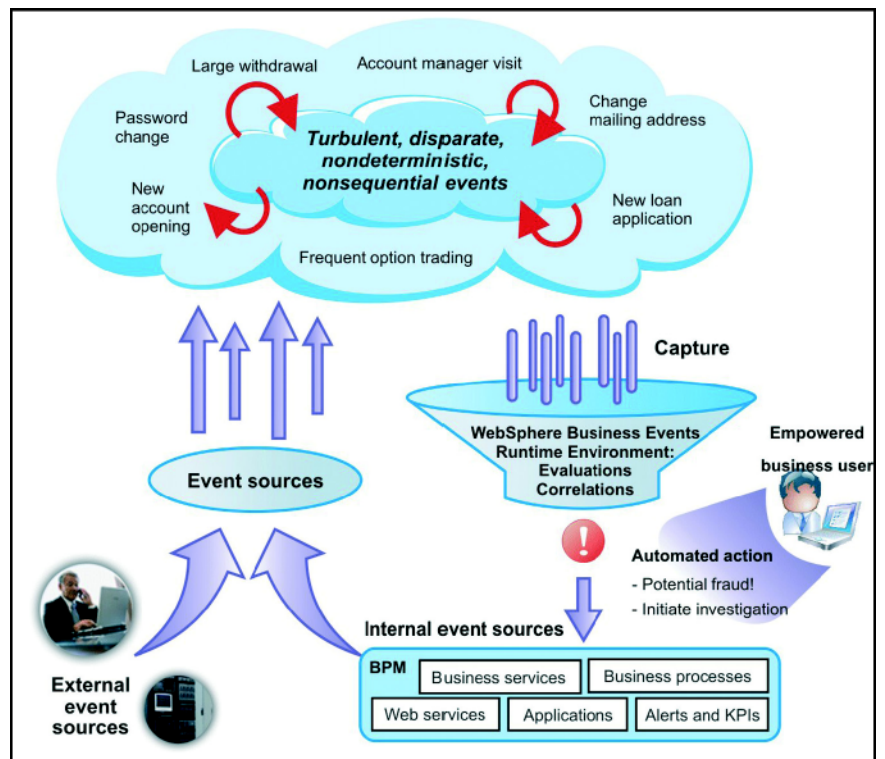 Large withdrawal
Account manager visit
Password
change
Change
mailing address
Turbulent, disparate,
nondeterministic,
nonsequential events
New
account
opening
New loan
application
Frequent option trading
Capture
WebSphere Business Events
Runtime Environment:
Evaluations
Correlations
Empowered
business user
Event sources
Automated action
- Potential fraud!
- Initiate investigation
Internal event sources
External
event
sources
BPM
Business services
Business processes
Web services
Applications
Alerts and KPIs